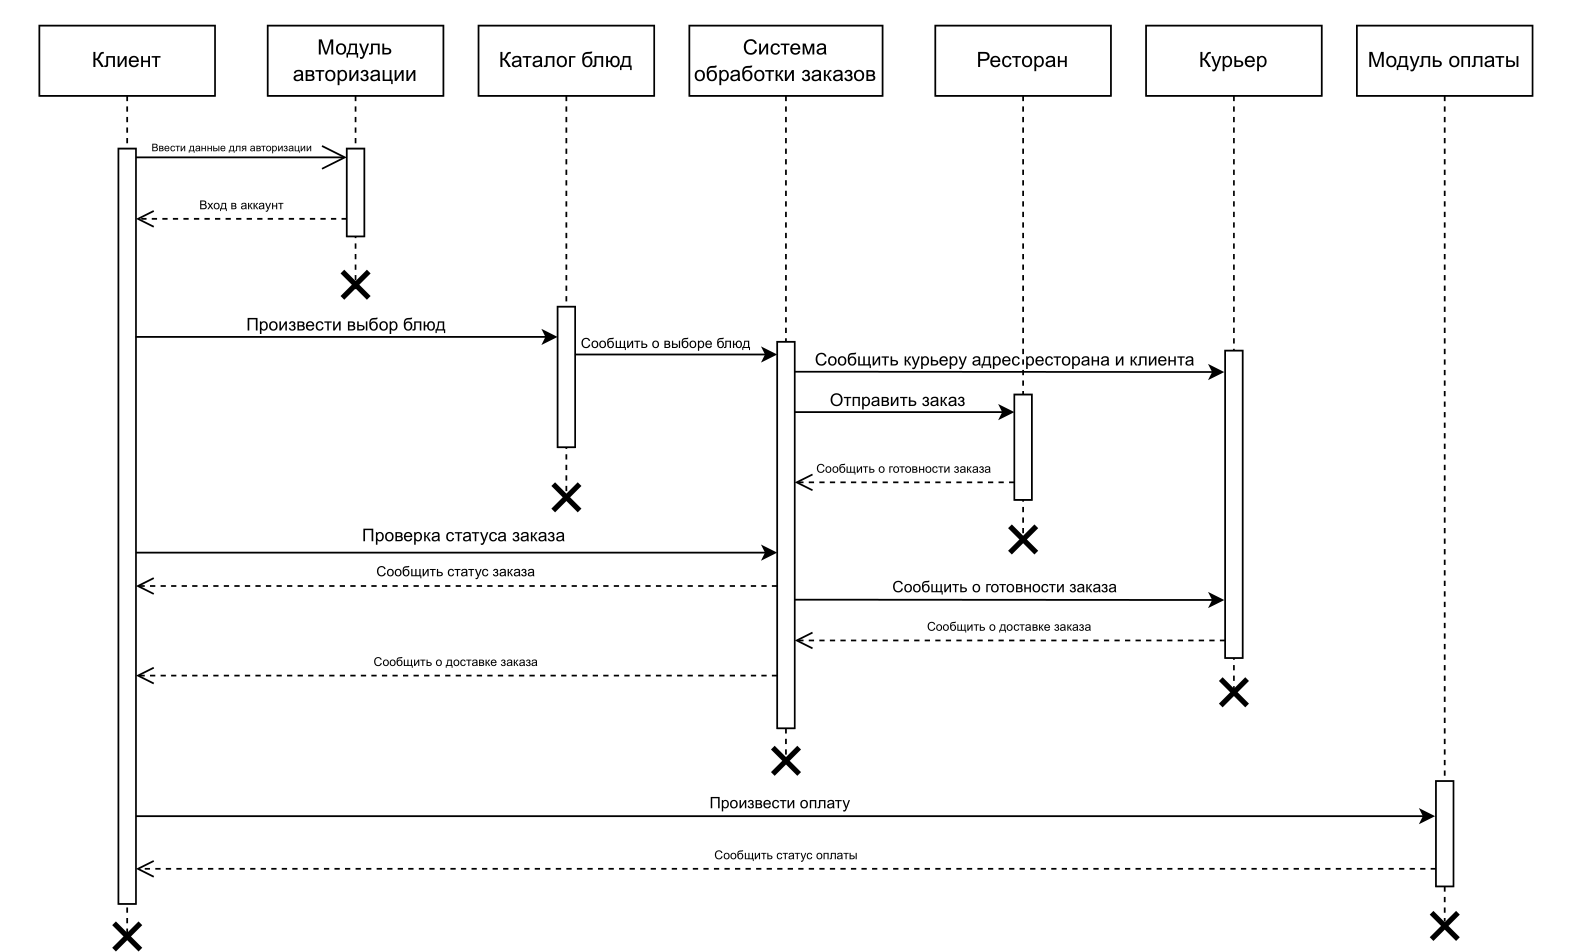 Клиент
Модуль
авторизации
Каталог блюд
Система
обработки заказов
Ресторан
Курьер
Модуль оплаты
Ввести данные для авторизации
Вход в аккаунт
Произвести выбор блюд
Сообщить о выборе блюд
Сообщить курьеру адрес ресторана и клиента
Отправить заказ
Сообщить о готовности заказа
Проверка статуса заказа
Сообщить статус заказа
Сообщить о готовности заказа
Сообщить о доставке заказа
Сообщить о доставке заказа
Произвести оплату
Сообщить статус оплаты